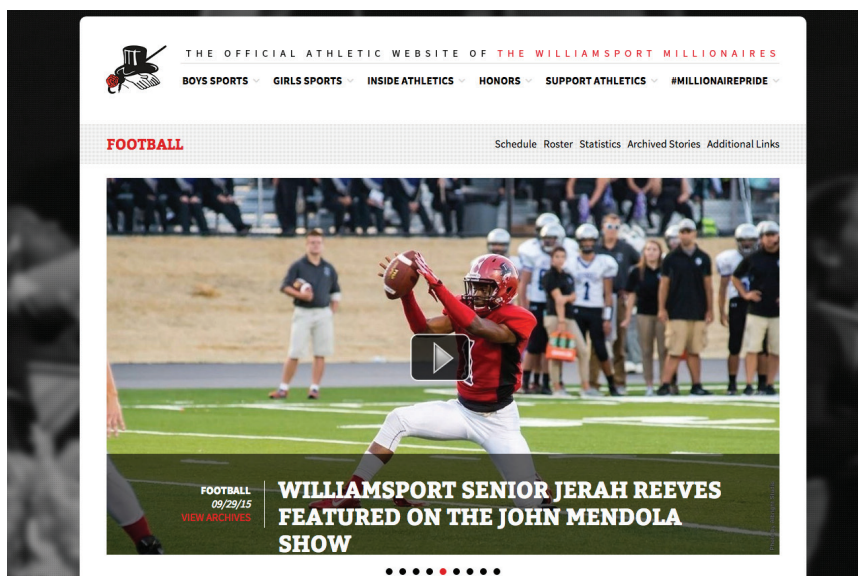 THE OFFICIAL ATHLETIC WEBSITE OF THE WILLIAMSPORT MILLIONAIRES
BOYS SPORTS GIRLS SPORTS INSIDE ATHLETICS HONORS SUPPORT ATHLETICS #MILLIONAIREPRIDE
FOOTBALL
Schedule Roster Statistics Archived Stories Additional Links
1
FOOTBALL
09/29/15
VIEW ARCHIVES
WILLIAMSPORT SENIOR JERAH REEVES
FEATURED ON THE JOHN MENDOLA
SHOW